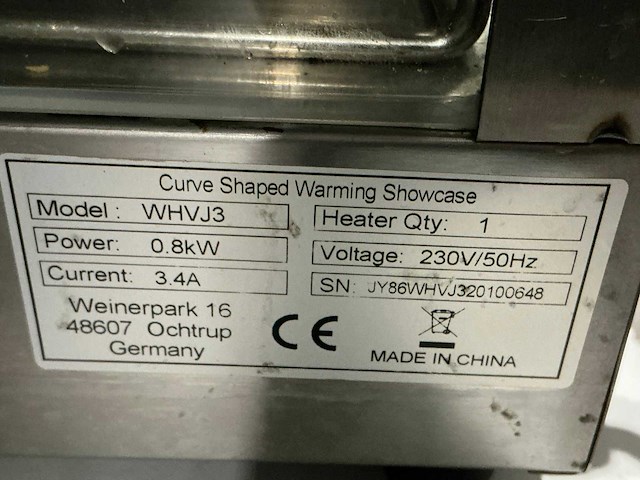 Curve Shaped Warming Showcase
Model : WHVJ3
Heater Qty: 1
Power: 0.8kW
Voltage: 230V/50Hz
Current: 3.4A
SN: JY86WHVJ320100648
Weinerpark 16
48607 Ochtrup
Germany
CE
MADE IN CHINA